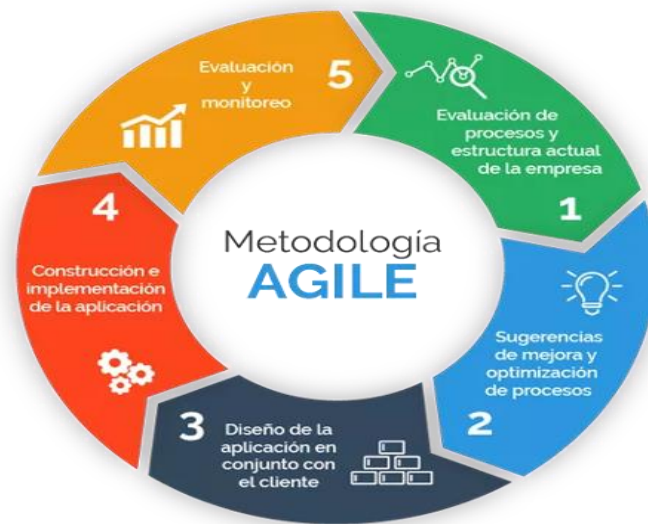 Metodología
AGILE
Evaluación de
procesos y
estructura actual
de la empresa
1
Sugerencias
de mejora y
optimización
de procesos
2
3
Diseño de la
aplicación en
conjunto con
el cliente
4
Construcción e
implementación
de la aplicación
Evaluación
y
monitoreo
5